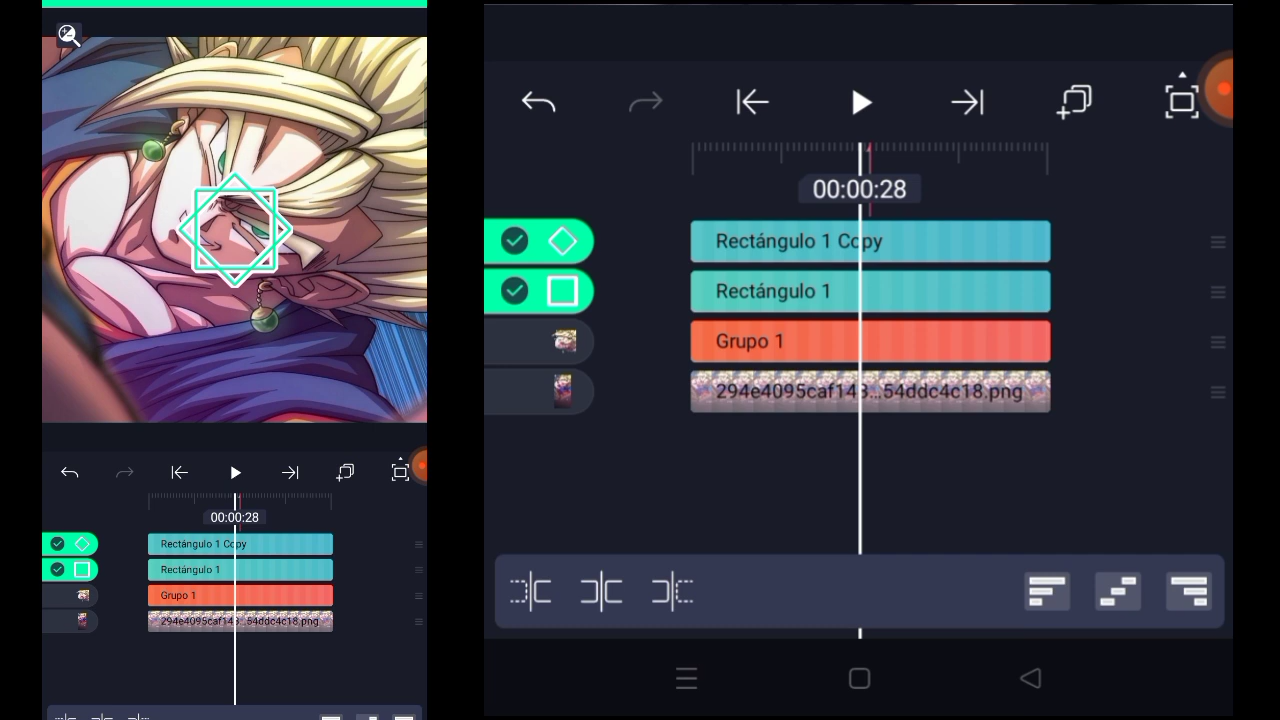 00:00:28
Rectángulo 1 Copy
Rectángulo 1
Grupo 1
294e4095caf143...54ddc4c18.png
00:00:28
Rectángulo 1 Copy
Rectángulo 1
Grupo 1
294e4095caf143...54ddc4c18.png